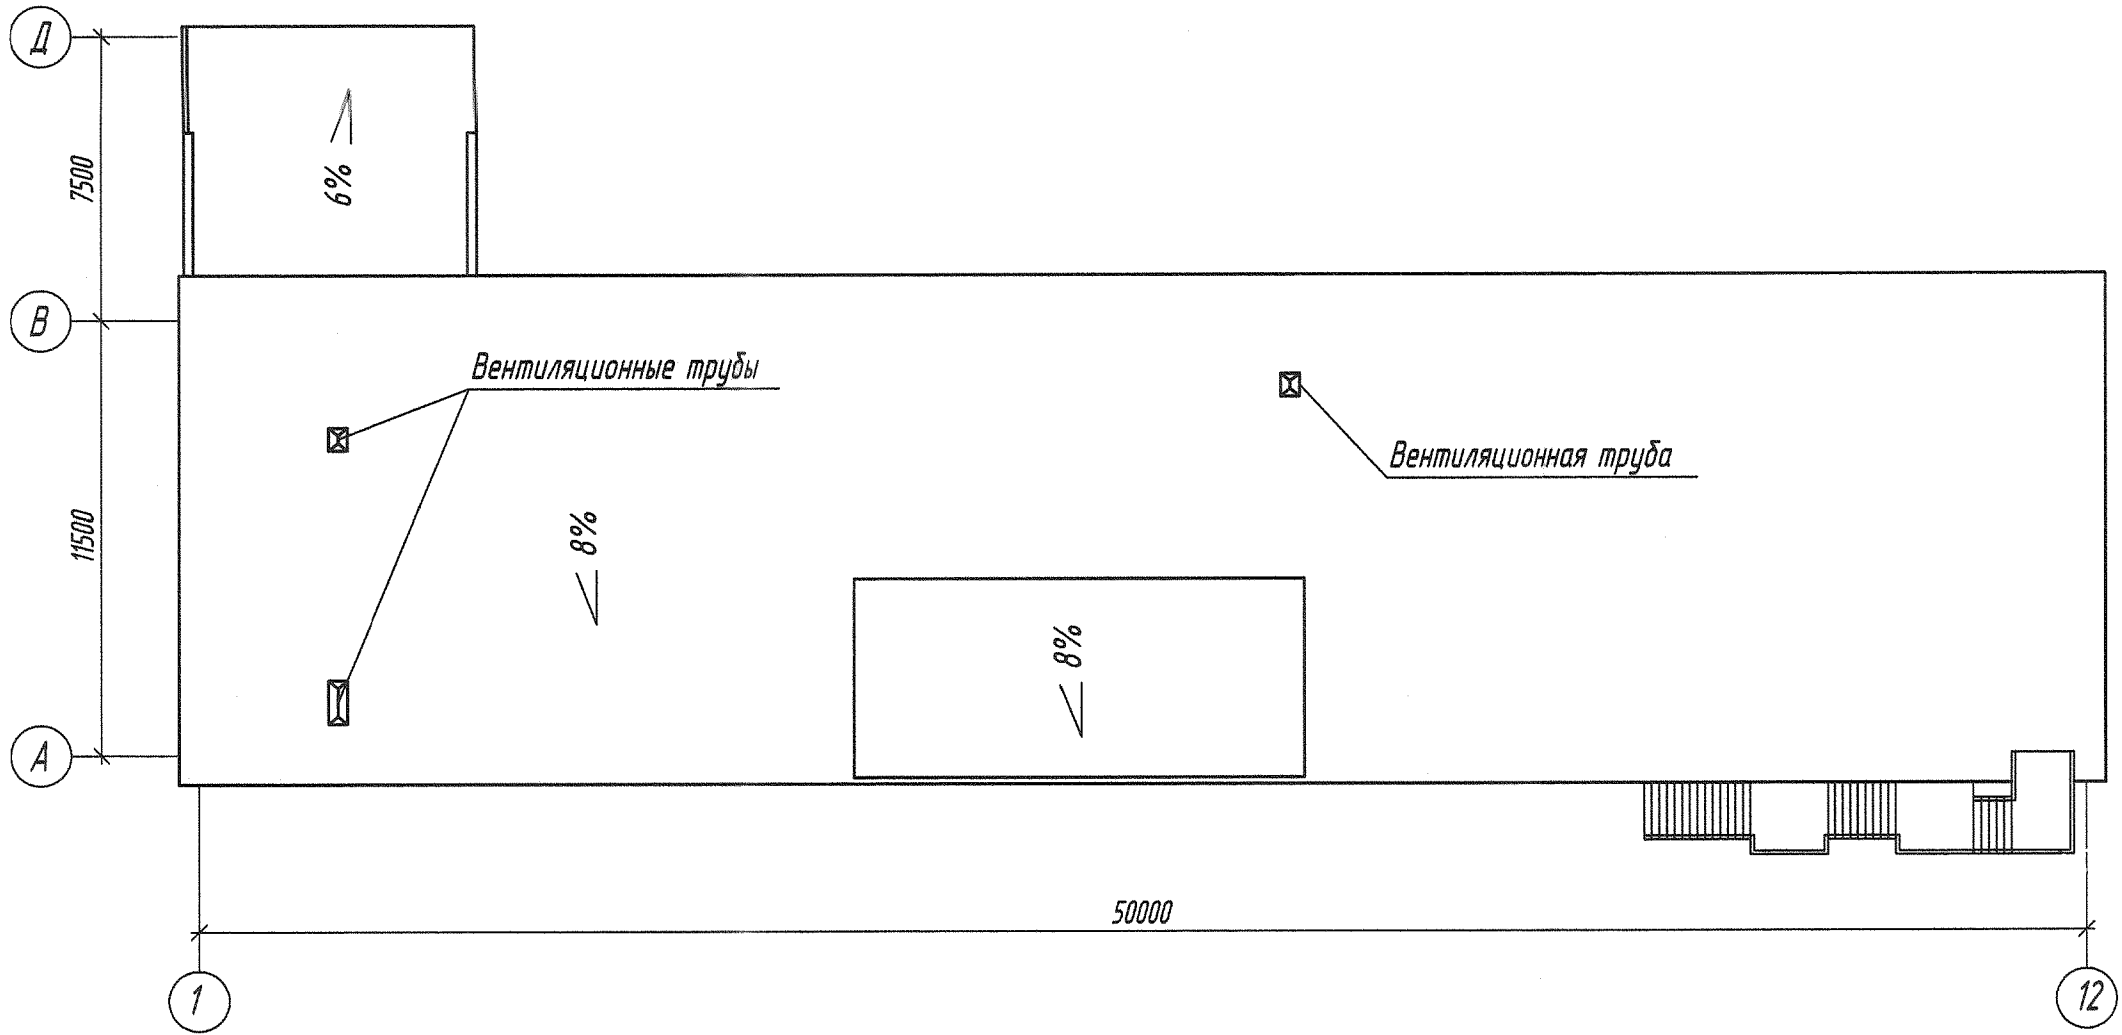 Д
7500
6%
В
Вентиляционные трубы
Вентиляционная труба
11500
8%
8%
А
50000
1
12